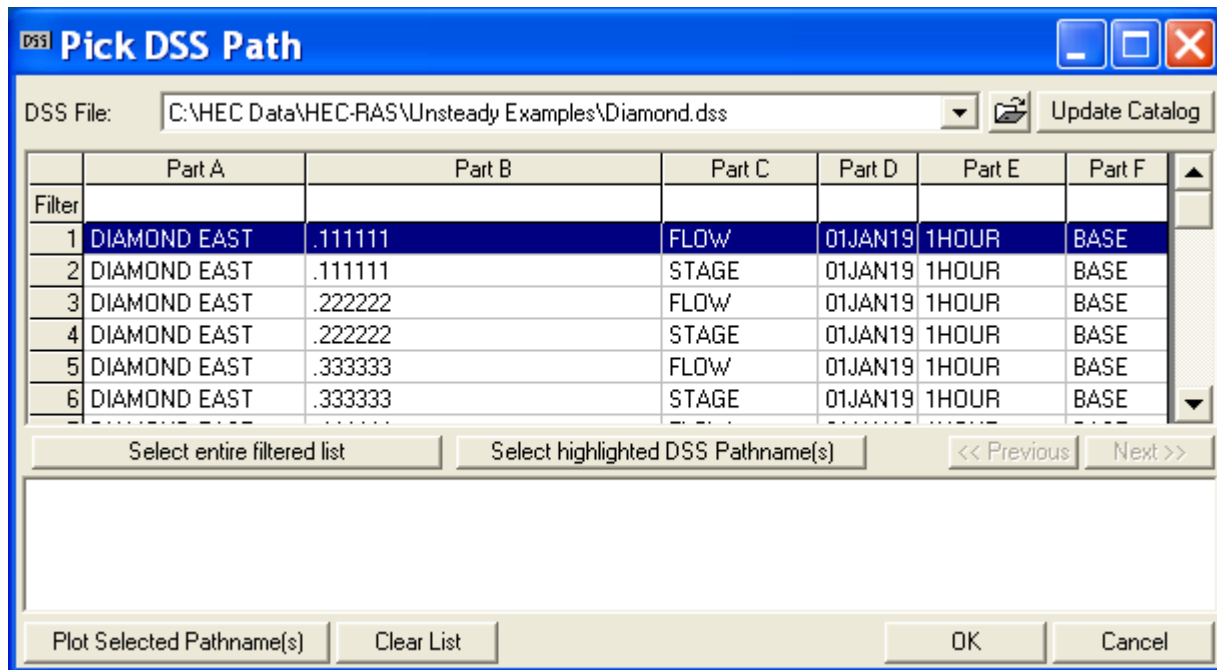 DSS Pick DSS Path
DSS File: C:\HEC Data\HEC-RAS\Unsteady Examples\Diamond.dss Update Catalog
Part A Part B Part C Part D Part E Part F
Filter
1 DIAMOND EAST .111111 FLOW 01JAN19 1HOUR BASE
2 DIAMOND EAST .111111 STAGE 01JAN19 1HOUR BASE
3 DIAMOND EAST .222222 FLOW 01JAN19 1HOUR BASE
4 DIAMOND EAST .222222 STAGE 01JAN19 1HOUR BASE
5 DIAMOND EAST .333333 FLOW 01JAN19 1HOUR BASE
6 DIAMOND EAST .333333 STAGE 01JAN19 1HOUR BASE
Select entire filtered list Select highlighted DSS Pathname(s) << Previous Next >>
Plot Selected Pathname(s) Clear List OK Cancel